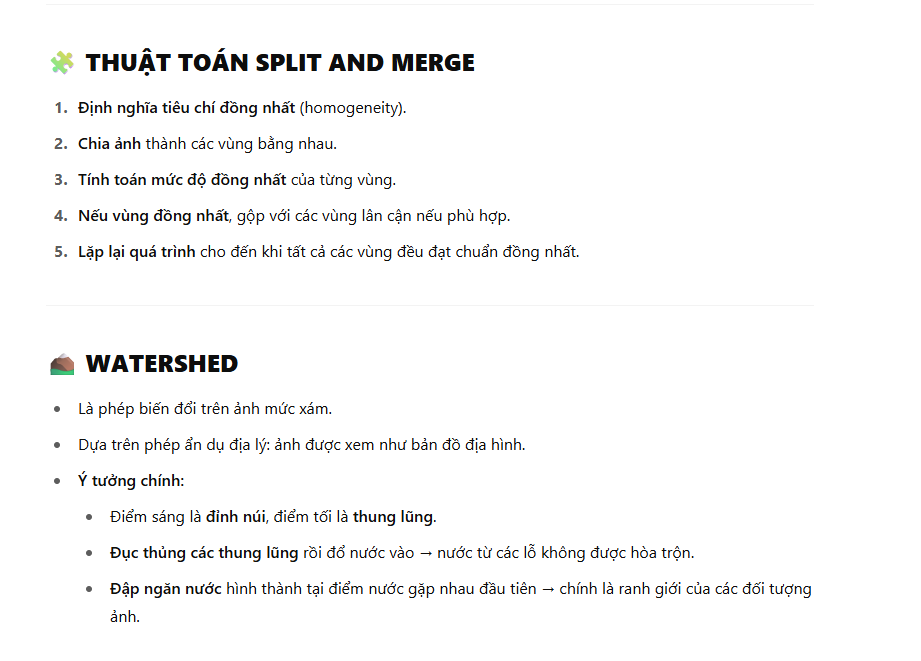 THUẬT TOÁN SPLIT AND MERGE
1. Định nghĩa tiêu chí đồng nhất (homogeneity).
2. Chia ảnh thành các vùng bằng nhau.
3. Tính toán mức độ đồng nhất của từng vùng.
4. Nếu vùng đồng nhất, gộp với các vùng lân cận nếu phù hợp.
5. Lặp lại quá trình cho đến khi tất cả các vùng đều đạt chuẩn đồng nhất.
WATERSHED
• Là phép biến đổi trên ảnh mức xám.
• Dựa trên phép ẩn dụ địa lý: ảnh được xem như bản đồ địa hình.
• Ý tưởng chính:
• Điểm sáng là đỉnh núi, điểm tối là thung lũng.
• Đục thủng các thung lũng rồi đổ nước vào → nước từ các lỗ không được hòa trộn.
• Đập ngăn nước hình thành tại điểm nước gặp nhau đầu tiên → chính là ranh giới của các đối tượng
ảnh.